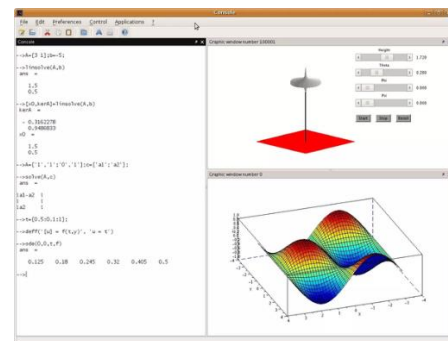 Console
File Edit Preferences Control Applications ?
Console
Graphic window number 100001
-->A=[3 1];b=-5;
-->linsolve(A,b)
ans =
1.5
0.5
-->[x0,kerA]=linsolve(A,b)
kerA =
- 0.3162278
0.9486833
x0 =
1.5
0.5
-->A=['1','1';'0','1'];c=['a1';'a2'];
-->solve(A,c)
ans =
!a1-a2 !
! !
!a2 !
-->t=[0.5:0.1:1];
-->deff('[w] = f(t,y)', 'w = t')
-->ode(0,0,t,f)
ans =
0.125 0.18 0.245 0.32 0.405 0.5
-->
Height
Theta
Phi
Psi
Start Stop Reset
Graphic window number 0